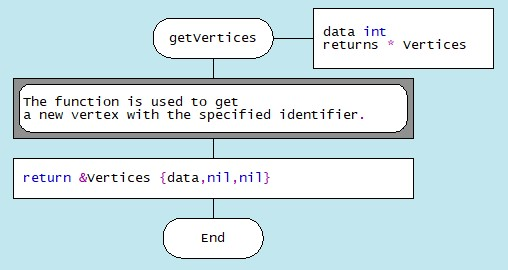 getVertices
data int
returns * Vertices
The function is used to get
a new vertex with the specified identifier.
return &Vertices {data,nil,nil}
End